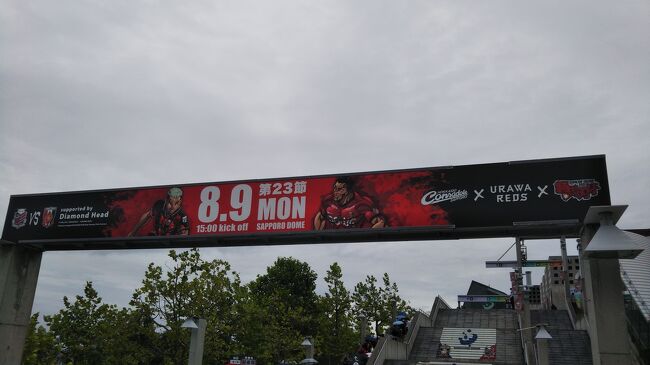 VS
supported by
Diamond Head
8.9
第23節
MON
15:00 kick off
SAPPORO DOME
Consadole
×
URAWA
REDS
×